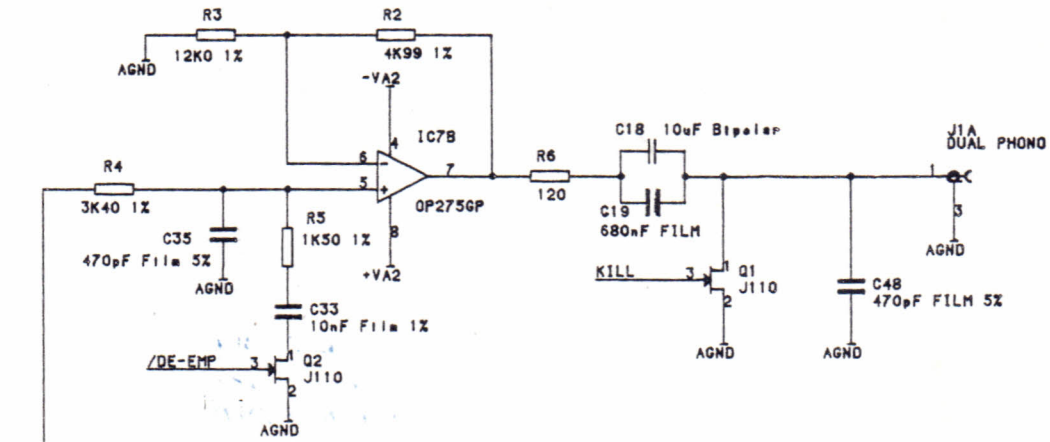 R3
R2
12K0 1%
4K99 1%
AGND
-VA2
4
IC7B
6
-
7
5
+
OP275GP
8
+VA2
R4
3K40 1%
C35
470pF Film 5%
AGND
R5
1K50 1%
C33
10nF Film 1%
/DE-EMP
3
1
Q2
J110
2
AGND
R6
120
C18
10uF Bipolar
C19
680nF FILM
KILL
3
1
Q1
J110
2
AGND
C48
470pF FILM 5%
AGND
J1A
DUAL PHONO
1
3
AGND